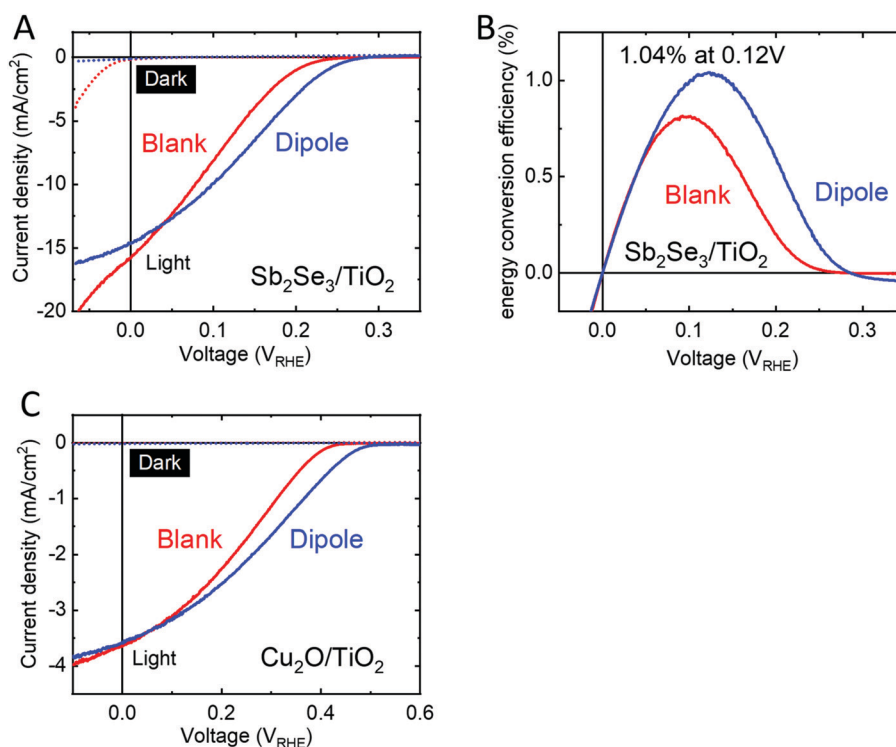 A
Current density (mA/cm²)
0
-5
-10
-15
-20
Dark
Blank
Dipole
Light
Sb₂Se₃/TiO₂
0.0
0.1
0.2
0.3
Voltage (V_RHE)
B
energy conversion efficiency (%)
1.04% at 0.12V
1.0
0.5
0.0
Blank
Dipole
Sb₂Se₃/TiO₂
0.0
0.1
0.2
0.3
Voltage (V_RHE)
C
Current density (mA/cm²)
0
-1
-2
-3
-4
Dark
Blank
Dipole
Light
Cu₂O/TiO₂
0.0
0.2
0.4
0.6
Voltage (V_RHE)